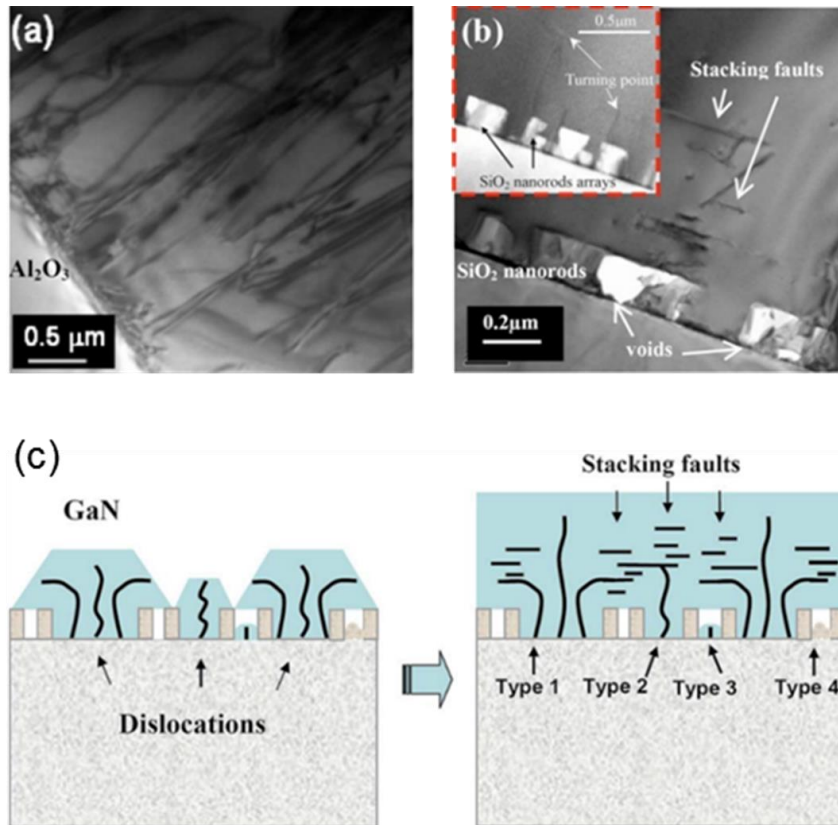 (a)
Al₂O₃
0.5 μm
(b)
0.5μm
Turning point
SiO₂ nanorods arrays
Stacking faults
SiO₂ nanorods
voids
0.2μm
(c)
GaN
Dislocations
Stacking faults
Type 1
Type 2
Type 3
Type 4